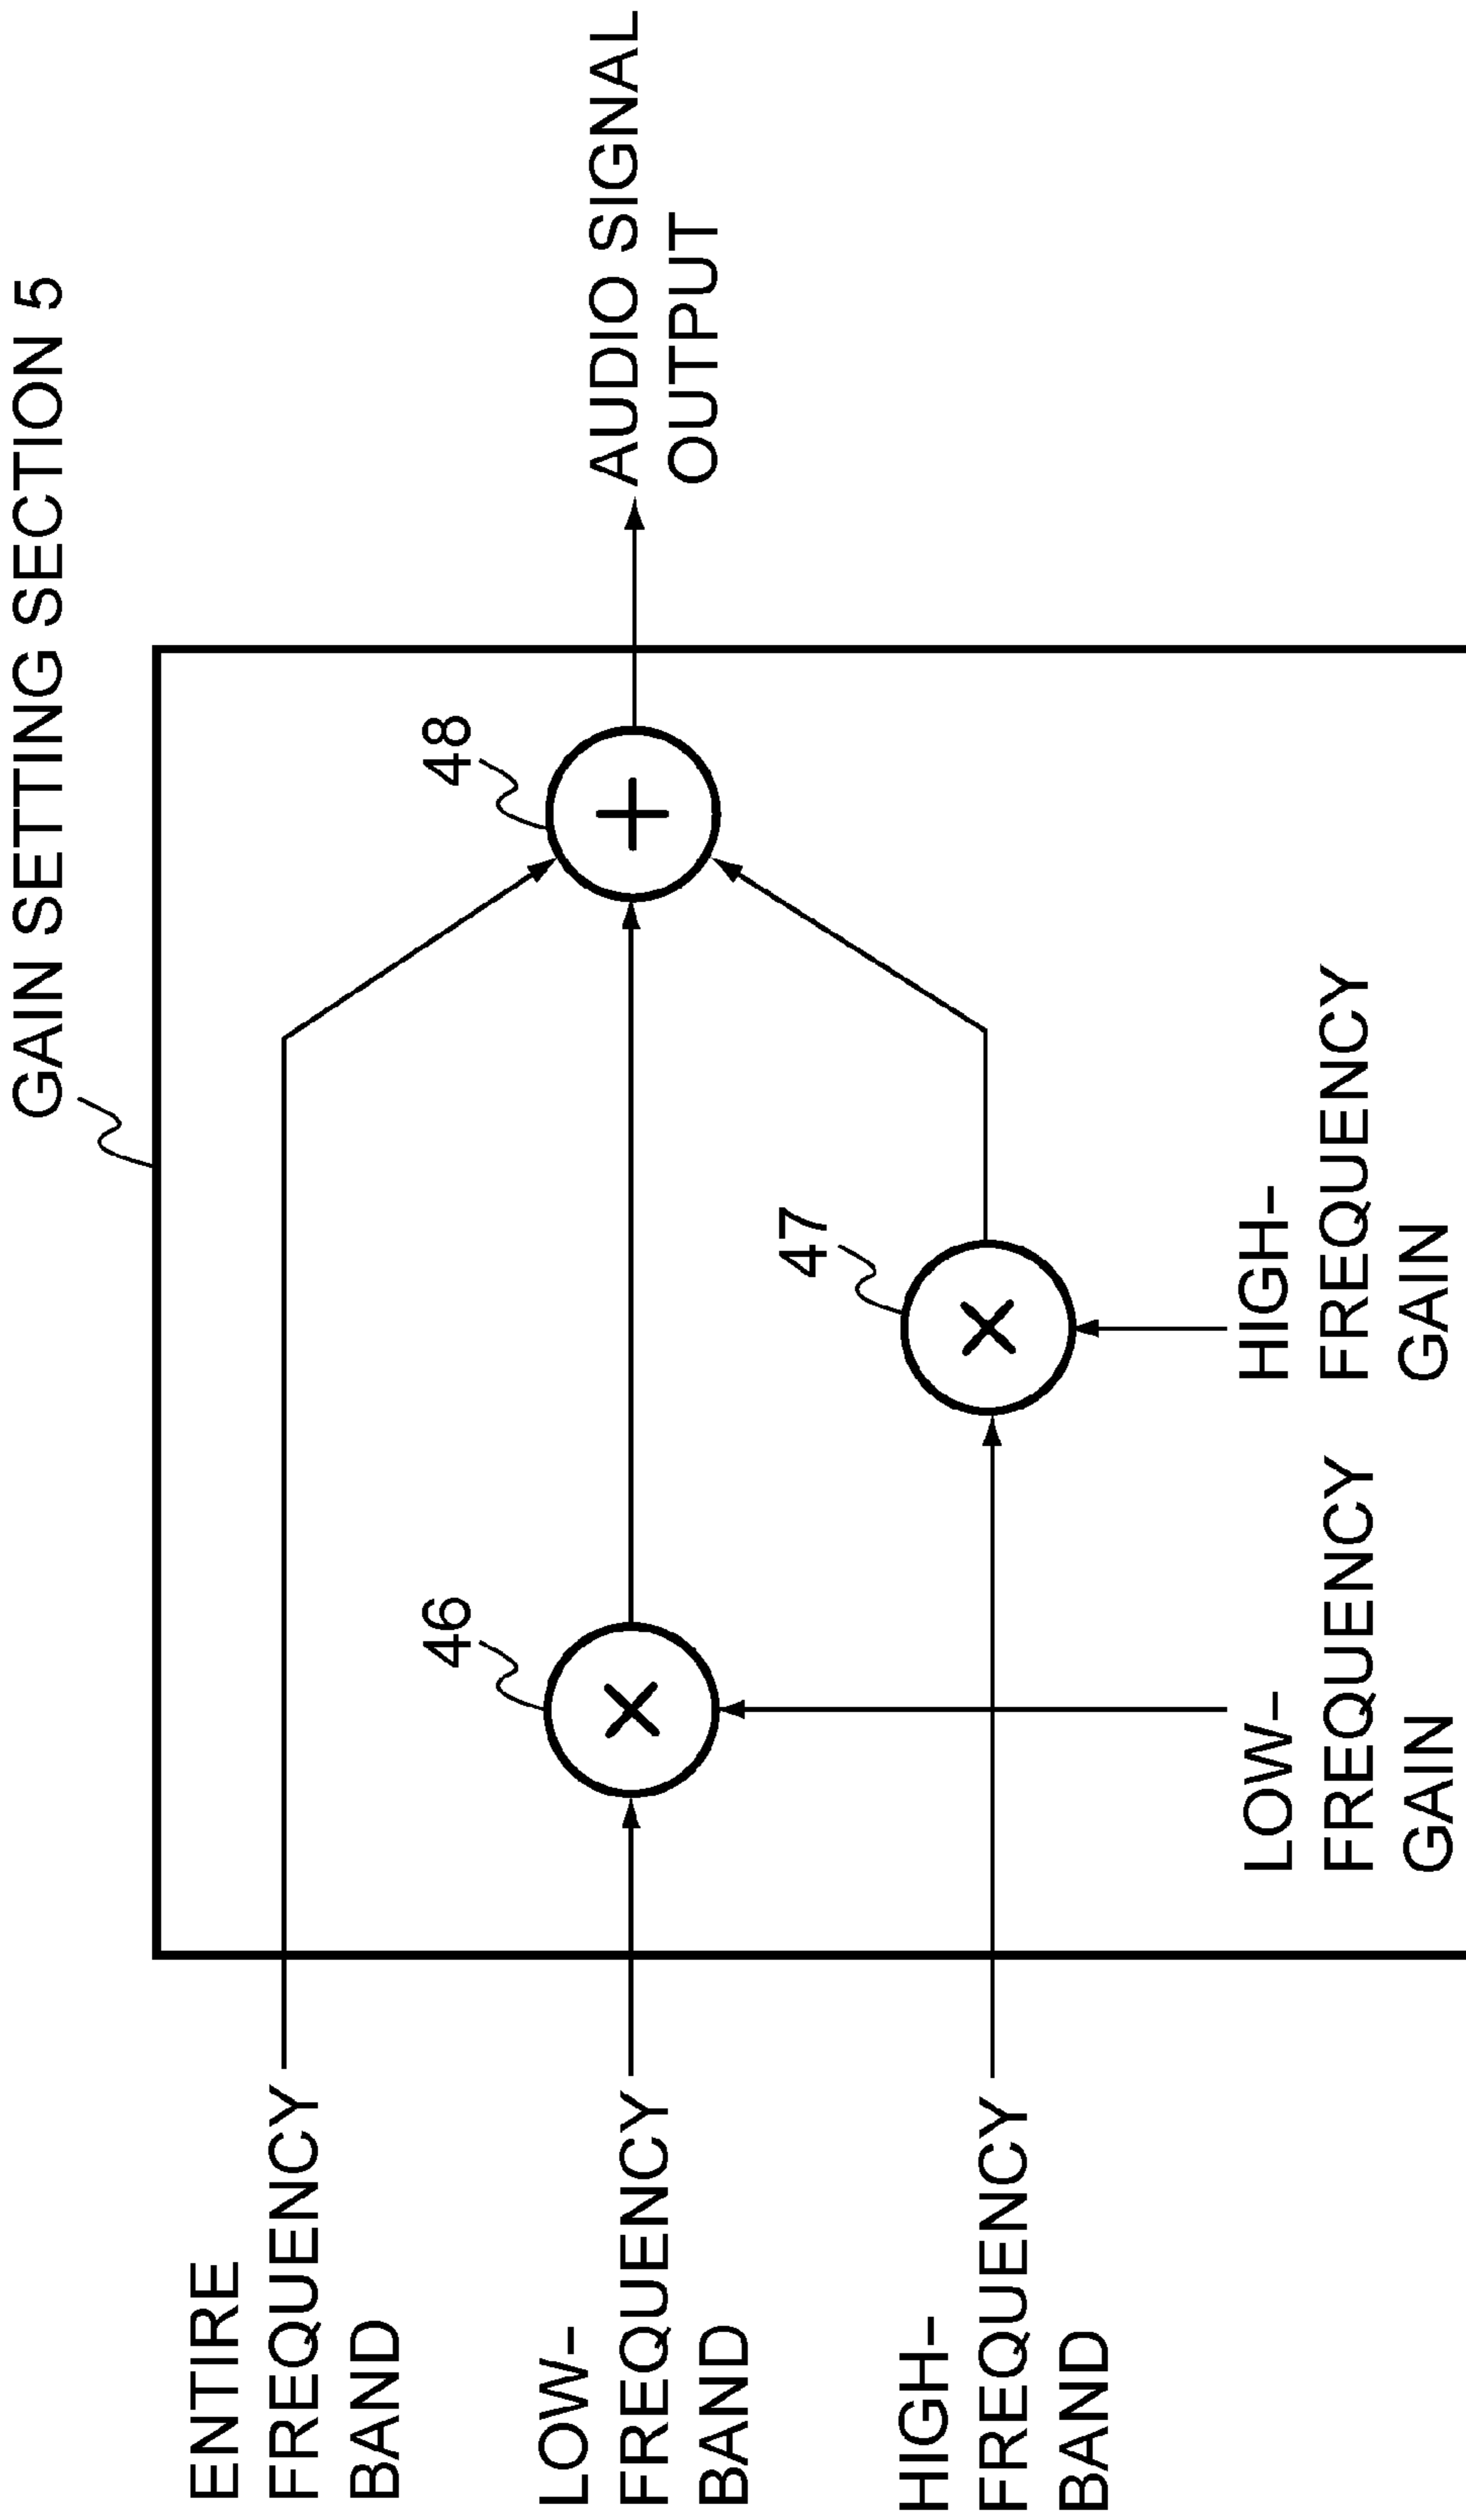 GAIN SETTING SECTION 5
ENTIRE
FREQUENCY
BAND
LOW-
FREQUENCY
BAND
HIGH-
FREQUENCY
BAND
46
47
48
+
×
×
AUDIO SIGNAL
OUTPUT
LOW-
FREQUENCY
GAIN
HIGH-
FREQUENCY
GAIN